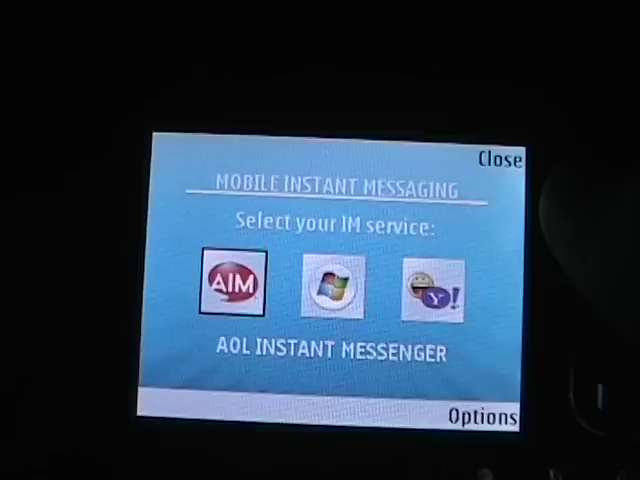 Close
MOBILE INSTANT MESSAGING
Select your IM service:
AIM
Y!
AOL INSTANT MESSENGER
Options